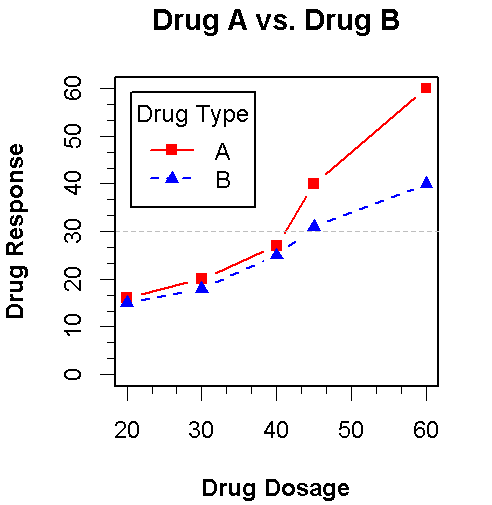 Drug A vs. Drug B
Drug Type
A
B
Drug Response
60
50
40
30
20
10
0
20 30 40 50 60
Drug Dosage